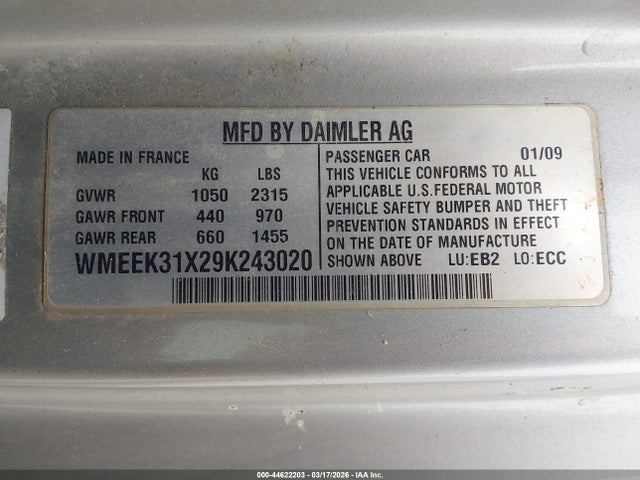 MFD BY DAIMLER AG
MADE IN FRANCE
KG LBS
GVWR 1050 2315
GAWR FRONT 440 970
GAWR REAR 660 1455
WMEEK31X29K243020
PASSENGER CAR 01/09
THIS VEHICLE CONFORMS TO ALL
APPLICABLE U.S.FEDERAL MOTOR
VEHICLE SAFETY BUMPER AND THEFT
PREVENTION STANDARDS IN EFFECT
ON THE DATE OF MANUFACTURE
SHOWN ABOVE LU:EB2 LO:ECC
000-44622203 - 03/17/2026 - IAA Inc.